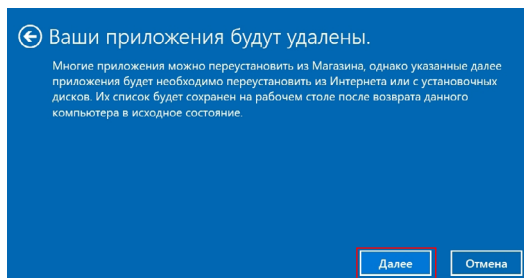 Ваши приложения будут удалены.
Многие приложения можно переустановить из Магазина, однако указанные далее
приложения будет необходимо переустановить из Интернета или с установочных
дисков. Их список будет сохранен на рабочем столе после возврата данного
компьютера в исходное состояние.
Далее
Отмена